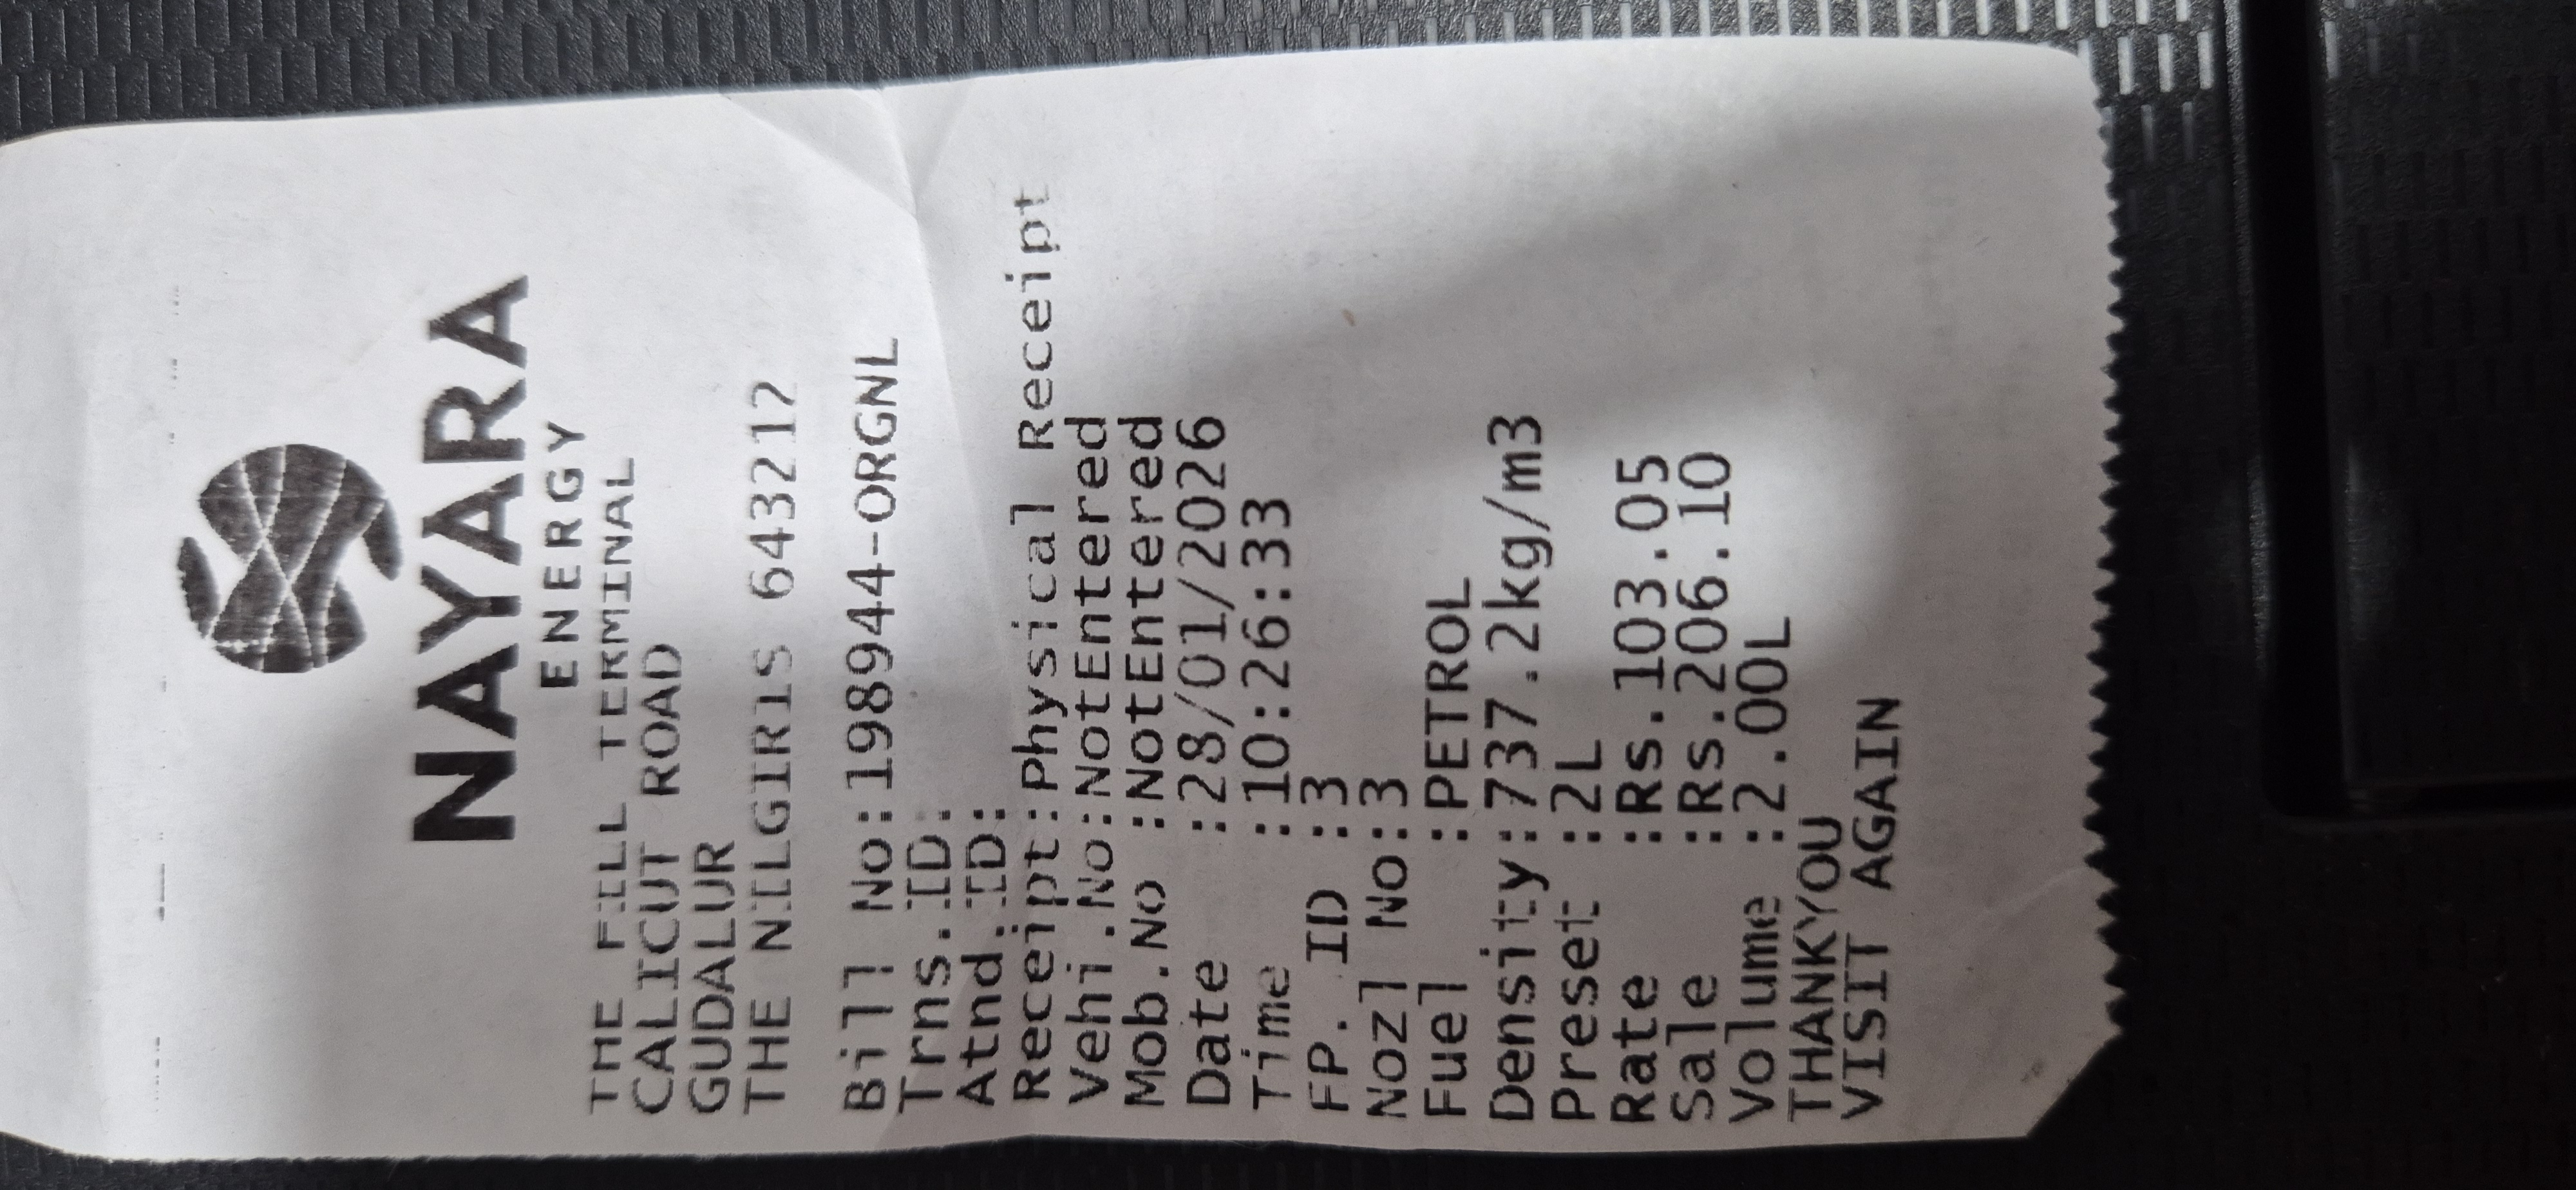 NAYARA
ENERGY
THE FILL TERMINAL
CALICUT ROAD
GUDALUR
THE NILGIRIS 643212
Bill No:198944-ORGNL
Trns.ID:
Atnd.ID:
Receipt:Physical Receipt
Vehi.No:NotEntered
Mob.No :NotEntered
Date :28/01/2026
Time :10:26:33
FP. ID :3
Nozl No:3
Fuel :PETROL
Density:737.2kg/m3
Preset :2L
Rate :Rs.103.05
Sale :Rs.206.10
Volume :2.00L
THANKYOU
VISIT AGAIN